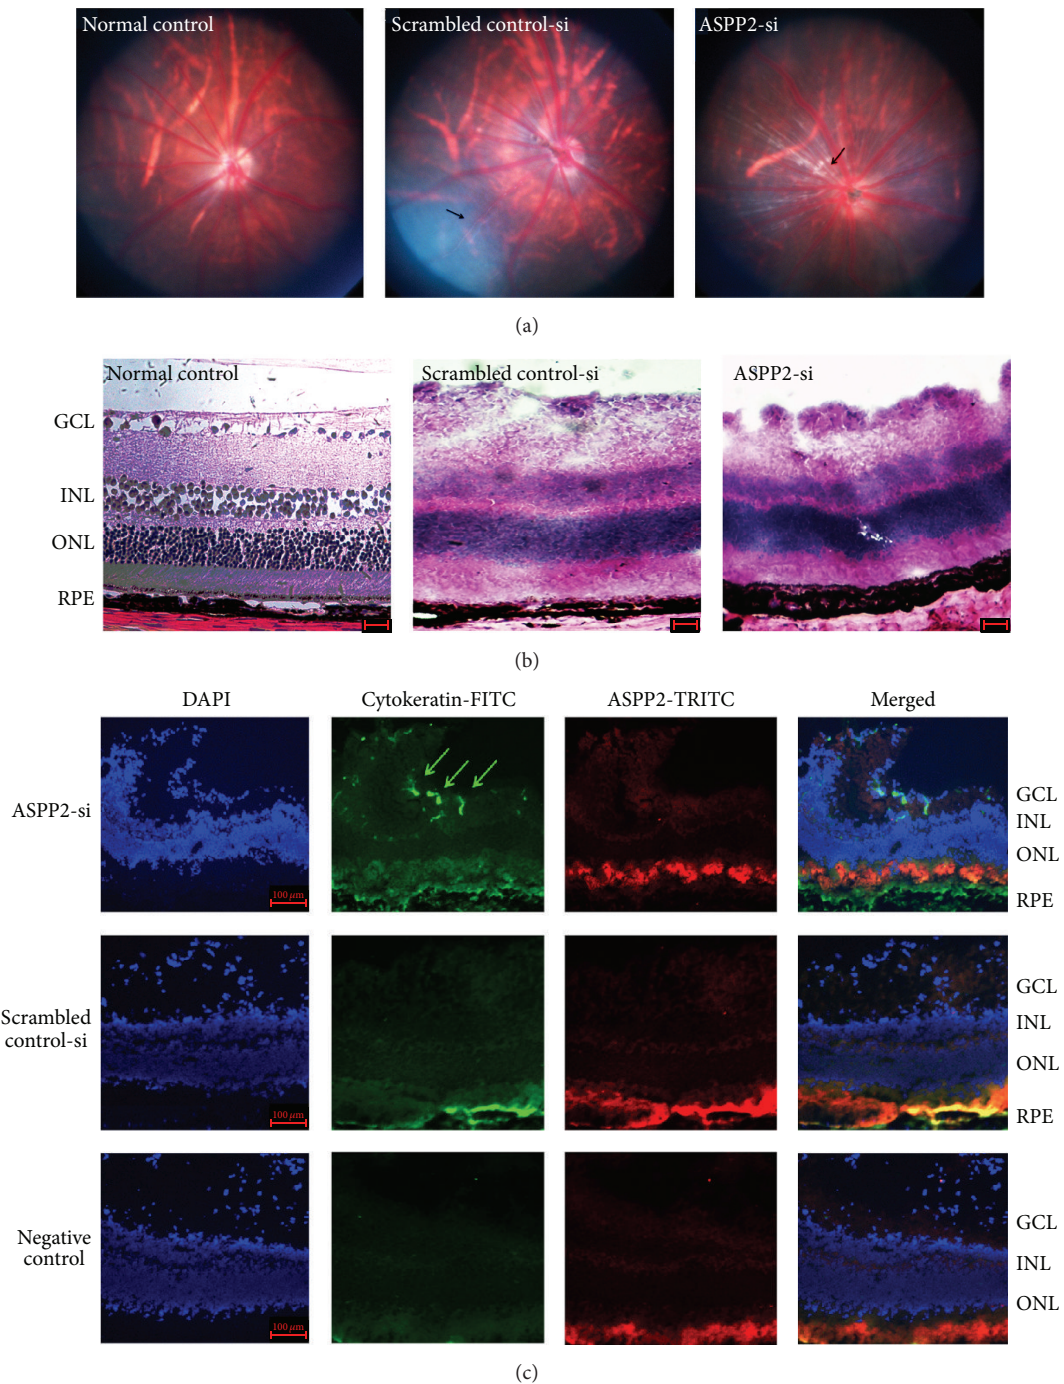 Normal control
Scrambled control-si
ASPP2-si
(a)
Normal control
Scrambled control-si
ASPP2-si
GCL
INL
ONL
RPE
(b)
DAPI
Cytokeratin-FITC
ASPP2-TRITC
Merged
ASPP2-si
100 μm
GCL
INL
ONL
RPE
Scrambled
control-si
100 μm
GCL
INL
ONL
RPE
Negative
control
100 μm
GCL
INL
ONL
(c)